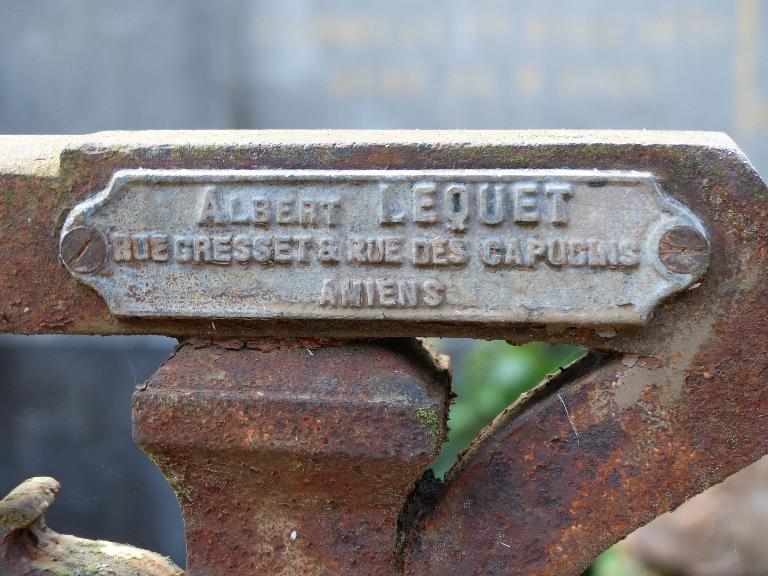 ALBERT LEQUET
RUE GRESSET & RUE DES CAPUCINS
AMIENS